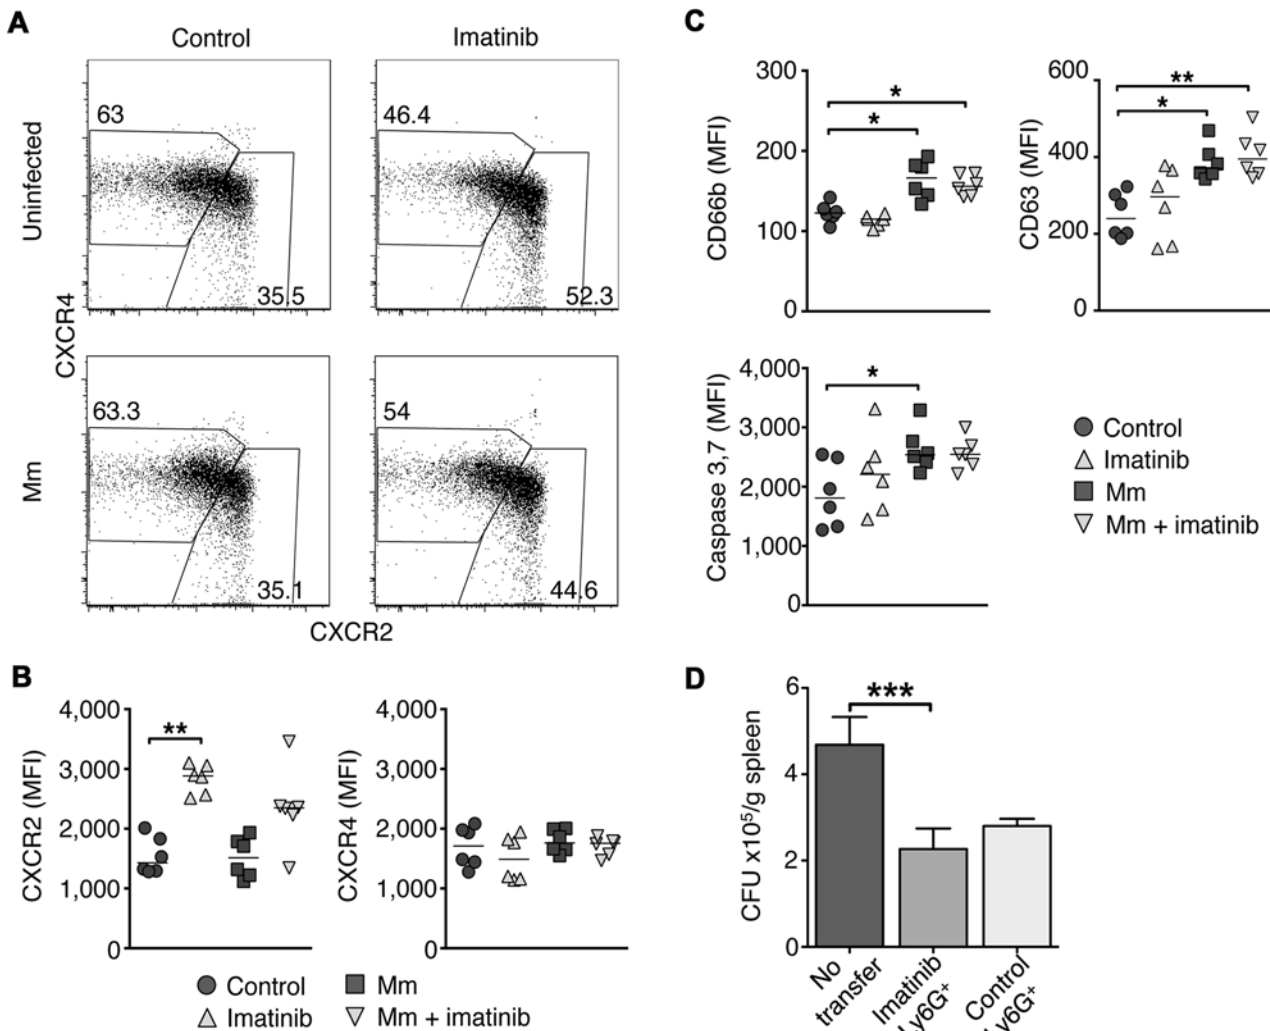 A
Control
Imatinib
Uninfected
63
35.5
46.4
52.3
CXCR4
Mm
63.3
35.1
54
44.6
CXCR2
B
CXCR2 (MFI)
4,000
3,000
2,000
1,000
0
**
CXCR4 (MFI)
4,000
3,000
2,000
1,000
0
Control
Mm
Imatinib
Mm + imatinib
C
CD66b (MFI)
300
200
100
0
*
*
CD63 (MFI)
600
400
200
0
**
*
Caspase 3,7 (MFI)
4,000
3,000
2,000
1,000
0
*
Control
Imatinib
Mm
Mm + imatinib
D
CFU x10⁵/g spleen
6
4
2
0
***
No
transfer
Imatinib
Ly6G⁺
Control
Ly6G⁺